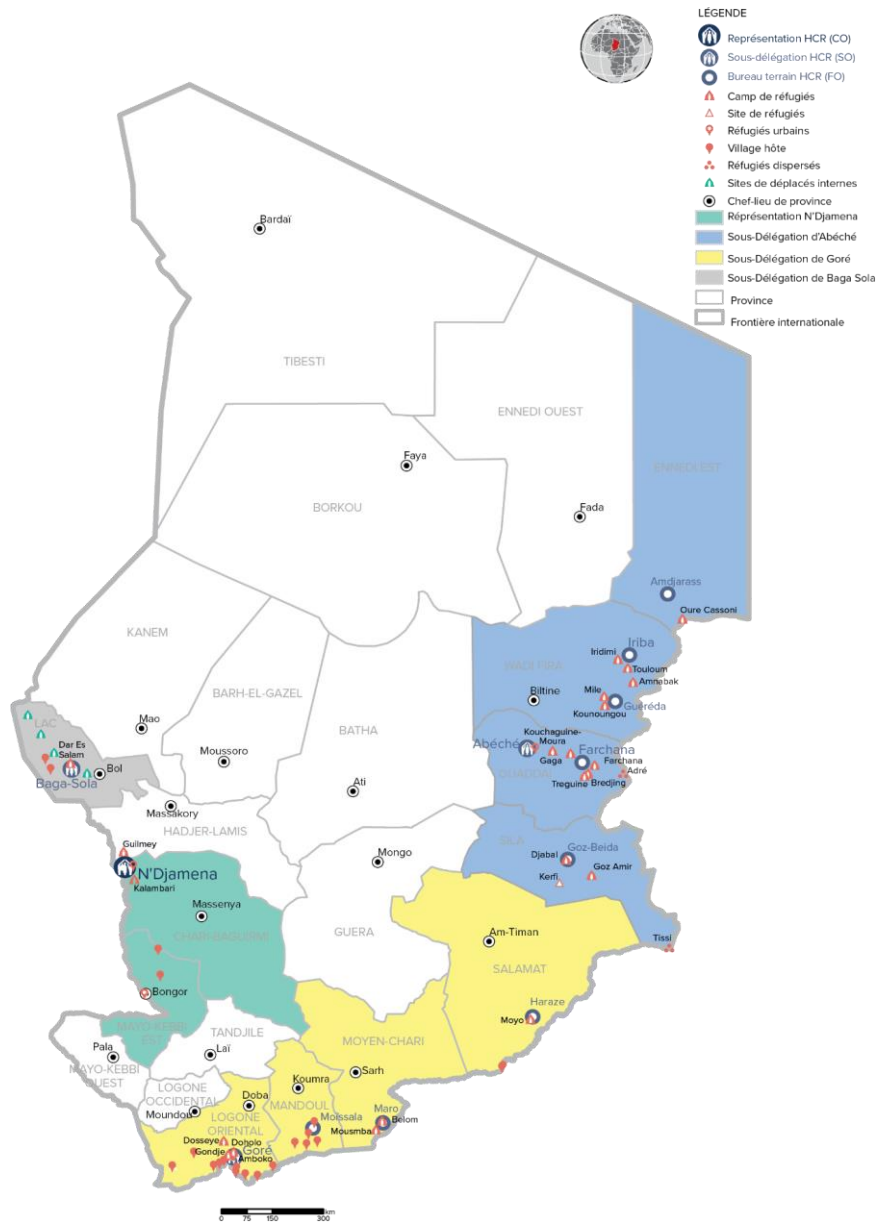 LÉGENDE
Représentation HCR (CO)
Sous-délégation HCR (SO)
Bureau terrain HCR (FO)
Camp de réfugiés
Site de réfugiés
Réfugiés urbains
Village hôte
Réfugiés dispersés
Sites de déplacés internes
Chef-lieu de province
Réprésentation N'Djamena
Sous-Délégation d'Abéché
Sous-Délégation de Goré
Sous-Délégation de Baga Sola
Province
Frontière internationale
Bardaï
TIBESTI
ENNEDI OUEST
Faya
ENNEDI EST
BORKOU
Fada
Amdjarass
Oure Cassoni
KANEM
Iriba
Iridimi
WADI FIRA
Touloum
BARH-EL-GAZEL
Amnabak
Mile
Biltine
Guéréda
BATHA
Kounoungou
LAC
Mao
Kouchaguine-
Moura
Dar Es
Salam
Abéché
Moussoro
Gaga
Farchana
Farchana
Bol
OUADDAI
Adré
Baga-Sola
Ati
Treguine
Bredjing
Massakory
HADJER-LAMIS
SILA
Guilmey
Goz-Beida
Djabal
Mongo
N'Djamena
Goz Amir
Kerfi
Kalambari
Massenya
CHARI-BAGUIRMI
GUERA
Am-Timan
Tissi
SALAMAT
Bongor
Haraze
Moyo
MAYO-KEBBI
EST
TANDJILE
MOYEN-CHARI
Pala
Laï
MAYO-KEBBI
OUEST
Sarh
Koumra
LOGONE
OCCIDENTAL
Doba
MANDOUL
Moundou
LOGONE
ORIENTAL
Maro
Moïssala
Belom
Mousmba
Dosseye
Doholo
Gondje
Goré
Amboko
0 75 150 300 km